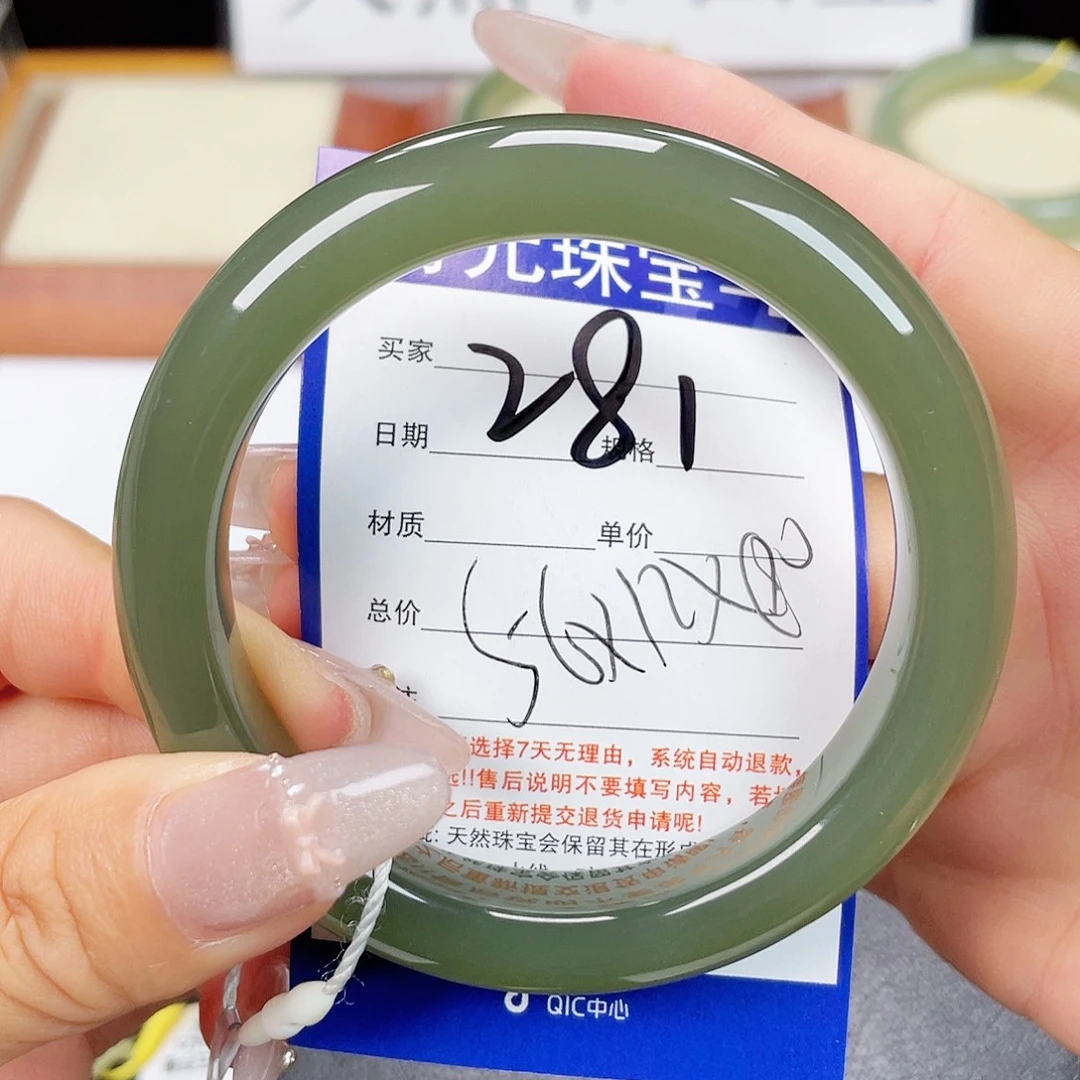 元珠宝
买家 281
日期 规格
材质 单价
总价 56x12x
选择7天无理由，系统自动退款，
!!售后说明不要填写内容，若
之后重新提交退货申请呢!
: 天然珠宝会保留其在形
QIC中心